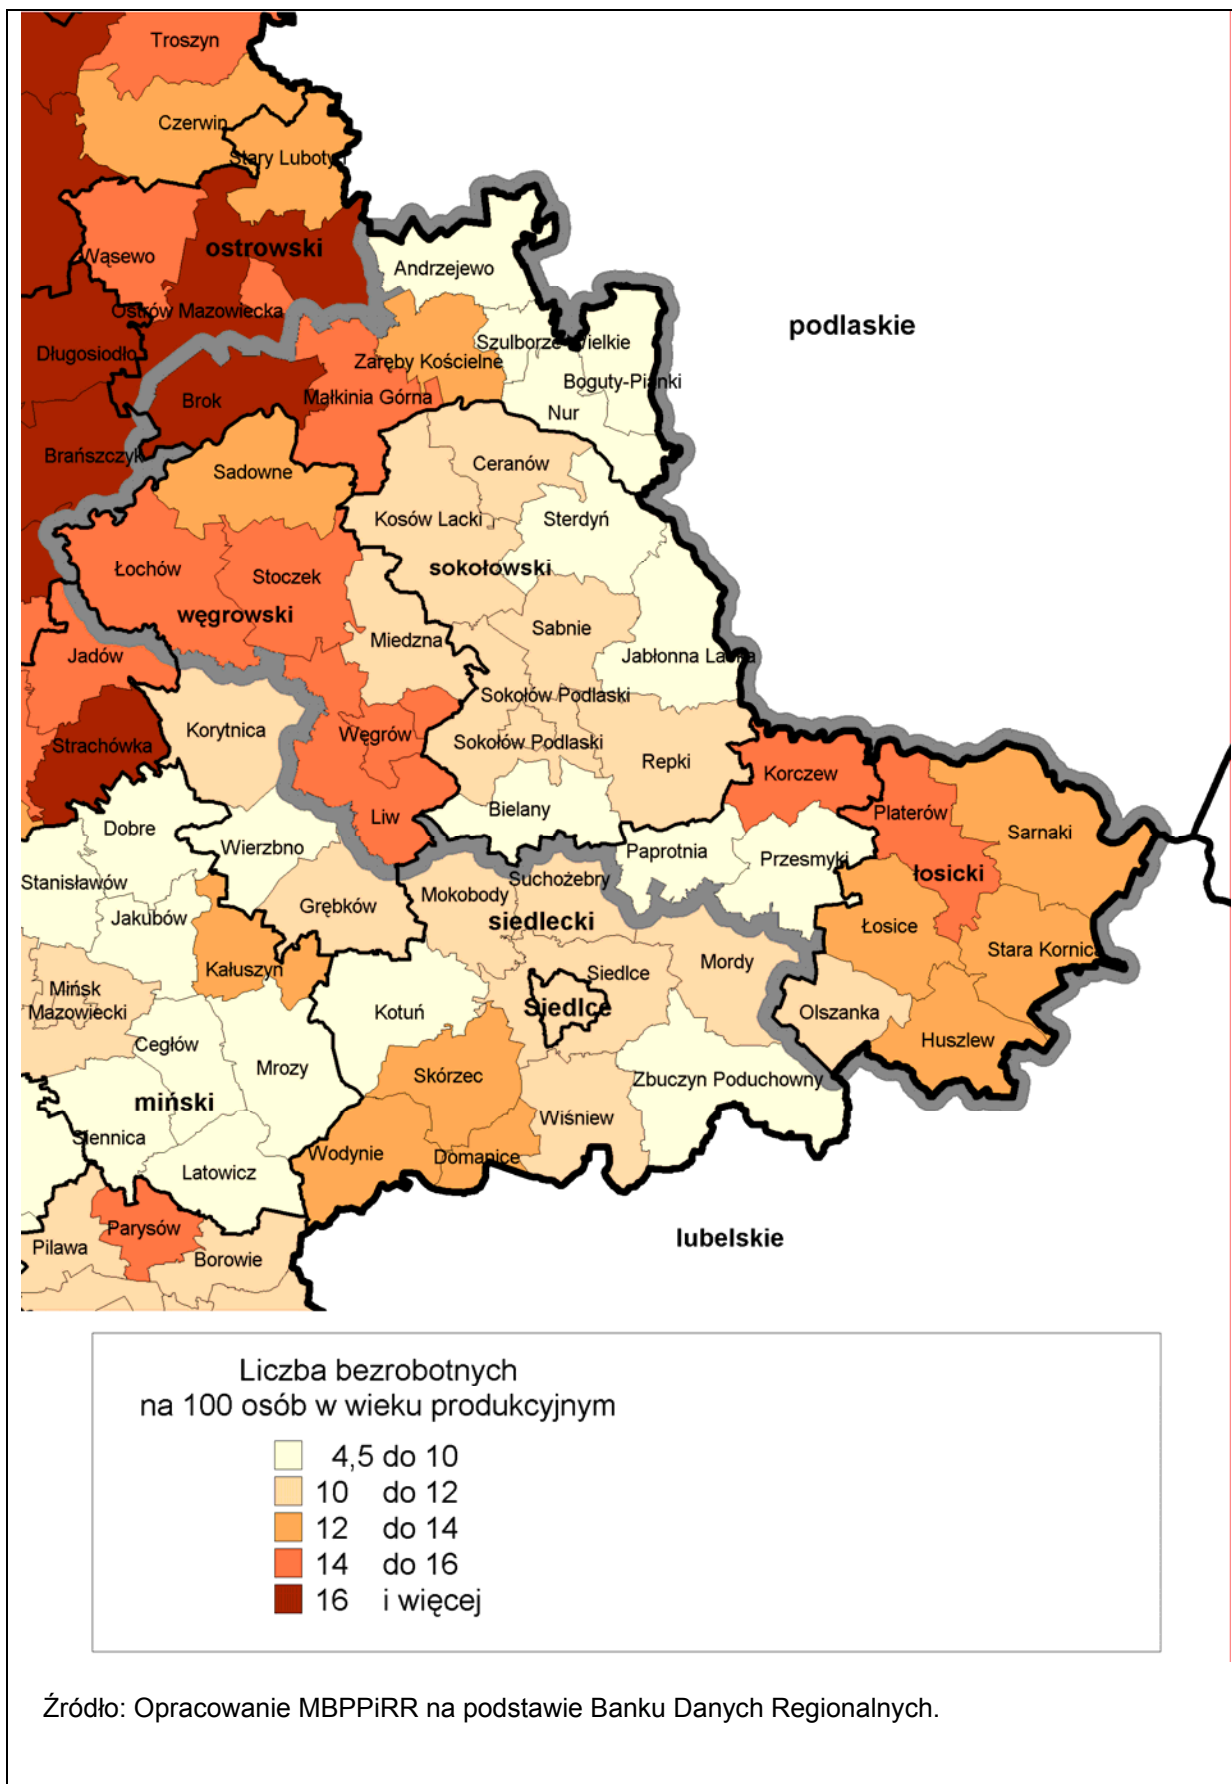 Troszyn
Czerwin
Stary Lubotyń
Wąsewo
ostrowski
Andrzejewo
Ostrów Mazowiecka
podlaskie
Szulborze Wielkie
Długosiodło
Zaręby Kościelne
Boguty-Pianki
Brok
Małkinia Górna
Nur
Brańszczyk
Sadowne
Ceranów
Kosów Lacki
Sterdyń
Łochów
Stoczek
sokołowski
węgrowski
Miedzna
Sabnie
Jadów
Jabłonna Lacka
Sokołów Podlaski
Korytnica
Węgrów
Strachówka
Sokołów Podlaski
Repki
Korczew
Bielany
Liw
Platerów
Dobre
Sarnaki
Wierzbno
Paprotnia
Przesmyki
łosicki
Stanisławów
Mokobody
Suchożebry
Grębków
Jakubów
siedlecki
Łosice
Stara Kornica
Kałuszyn
Siedlce
Mordy
Mińsk
Mazowiecki
Kotuń
Siedlce
Olszanka
Cegłów
Huszlew
Mrozy
Skórzec
Zbuczyn Poduchowny
miński
Wiśniew
Siennica
Wodynie
Domanice
Latowicz
Parysów
lubelskie
Pilawa
Borowie
Liczba bezrobotnych
na 100 osób w wieku produkcyjnym
4,5 do 10
10 do 12
12 do 14
14 do 16
16 i więcej
Źródło: Opracowanie MBPPiRR na podstawie Banku Danych Regionalnych.